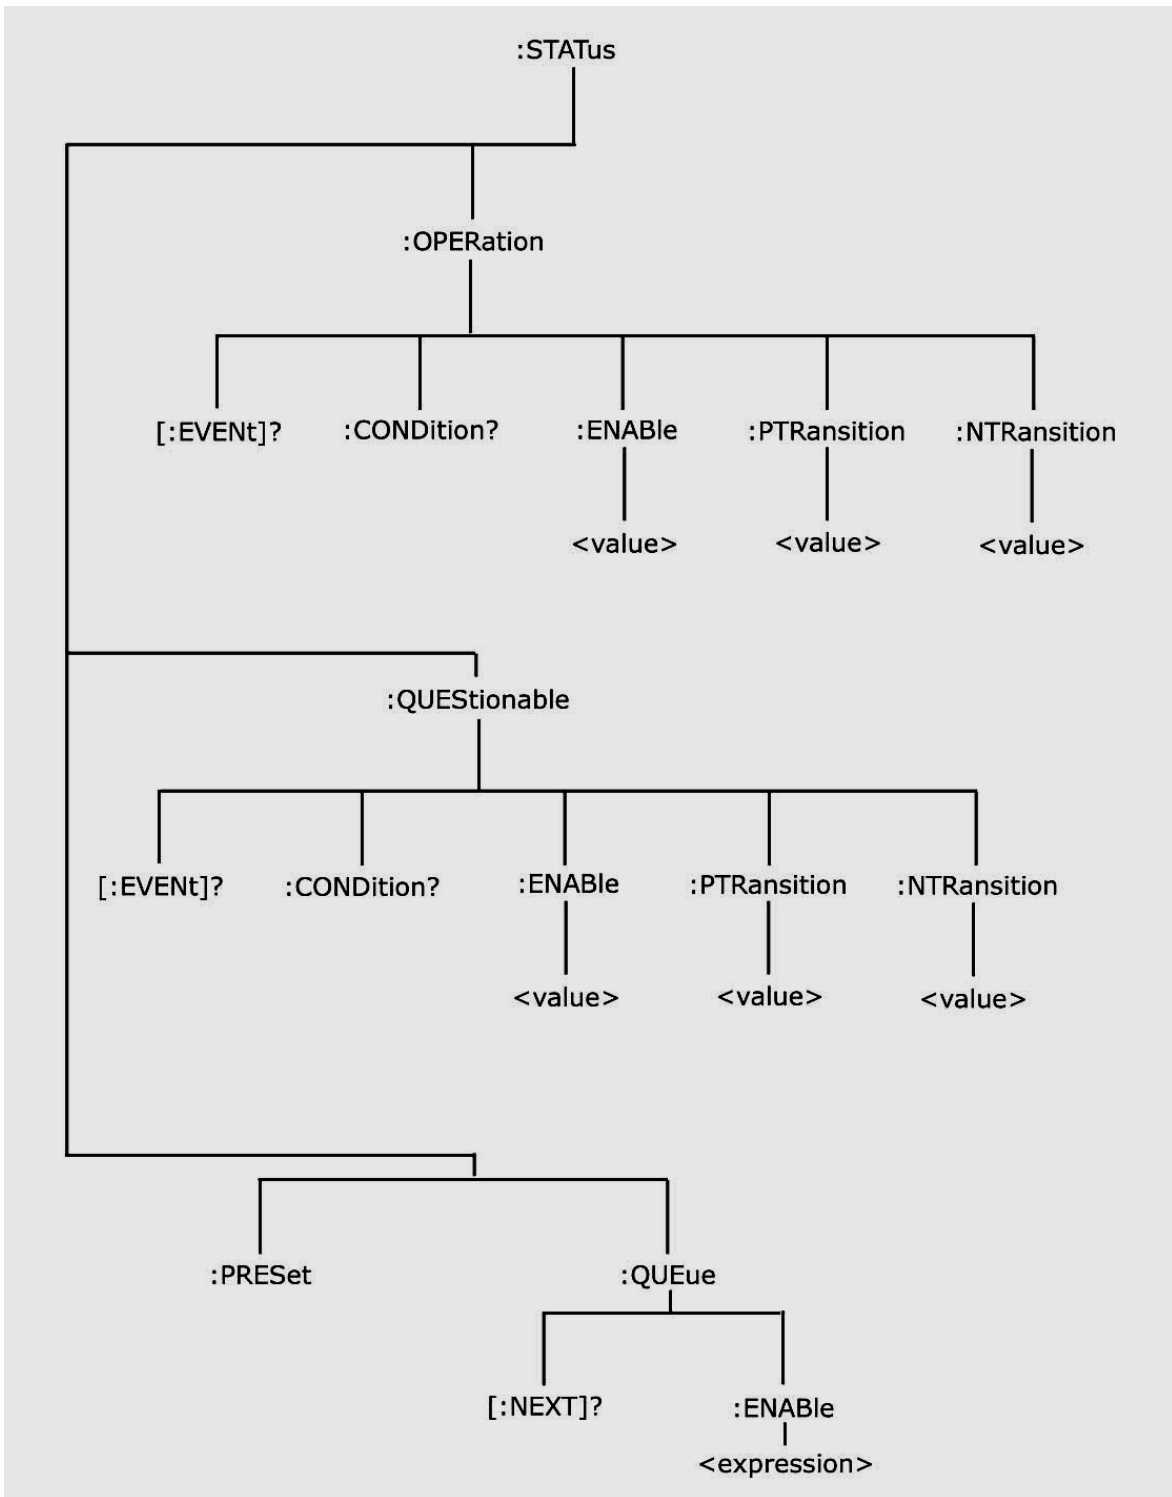 :STATus
:OPERation
[:EVENt]? :CONDition? :ENABle :PTRansition :NTRansition
<value> <value> <value>
:QUEStionable
[:EVENt]? :CONDition? :ENABle :PTRansition :NTRansition
<value> <value> <value>
:PRESet :QUEue
[:NEXT]? :ENABle
<expression>